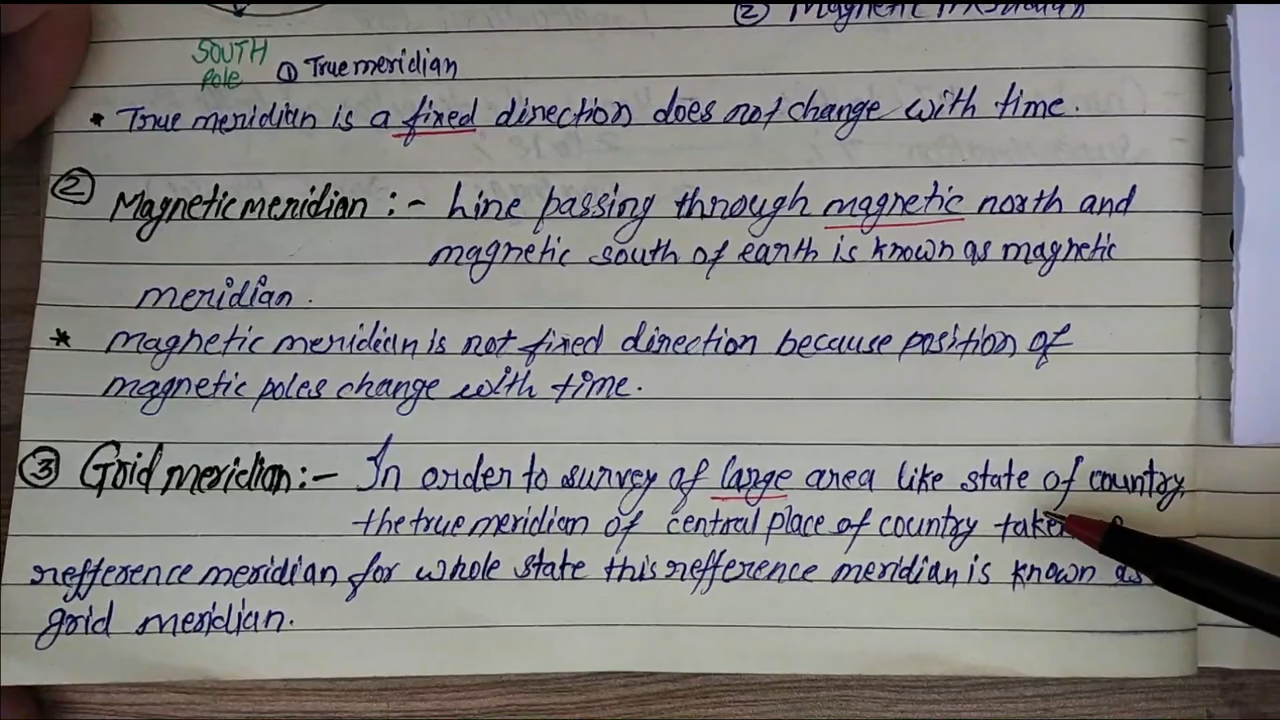 ② Magnetic meridian
SOUTH
Pole
① True meridian
* True meridian is a fixed direction does not change with time.
② Magnetic meridian :- Line passing through magnetic north and
magnetic south of earth is known as magnetic
meridian.
* magnetic meridian is not fixed direction because position of
magnetic poles change with time.
③ Grid meridian:- In order to survey of large area like state of country,
the true meridian of central place of country taken
refference meridian for whole state this refference meridian is known as
grid meridian.